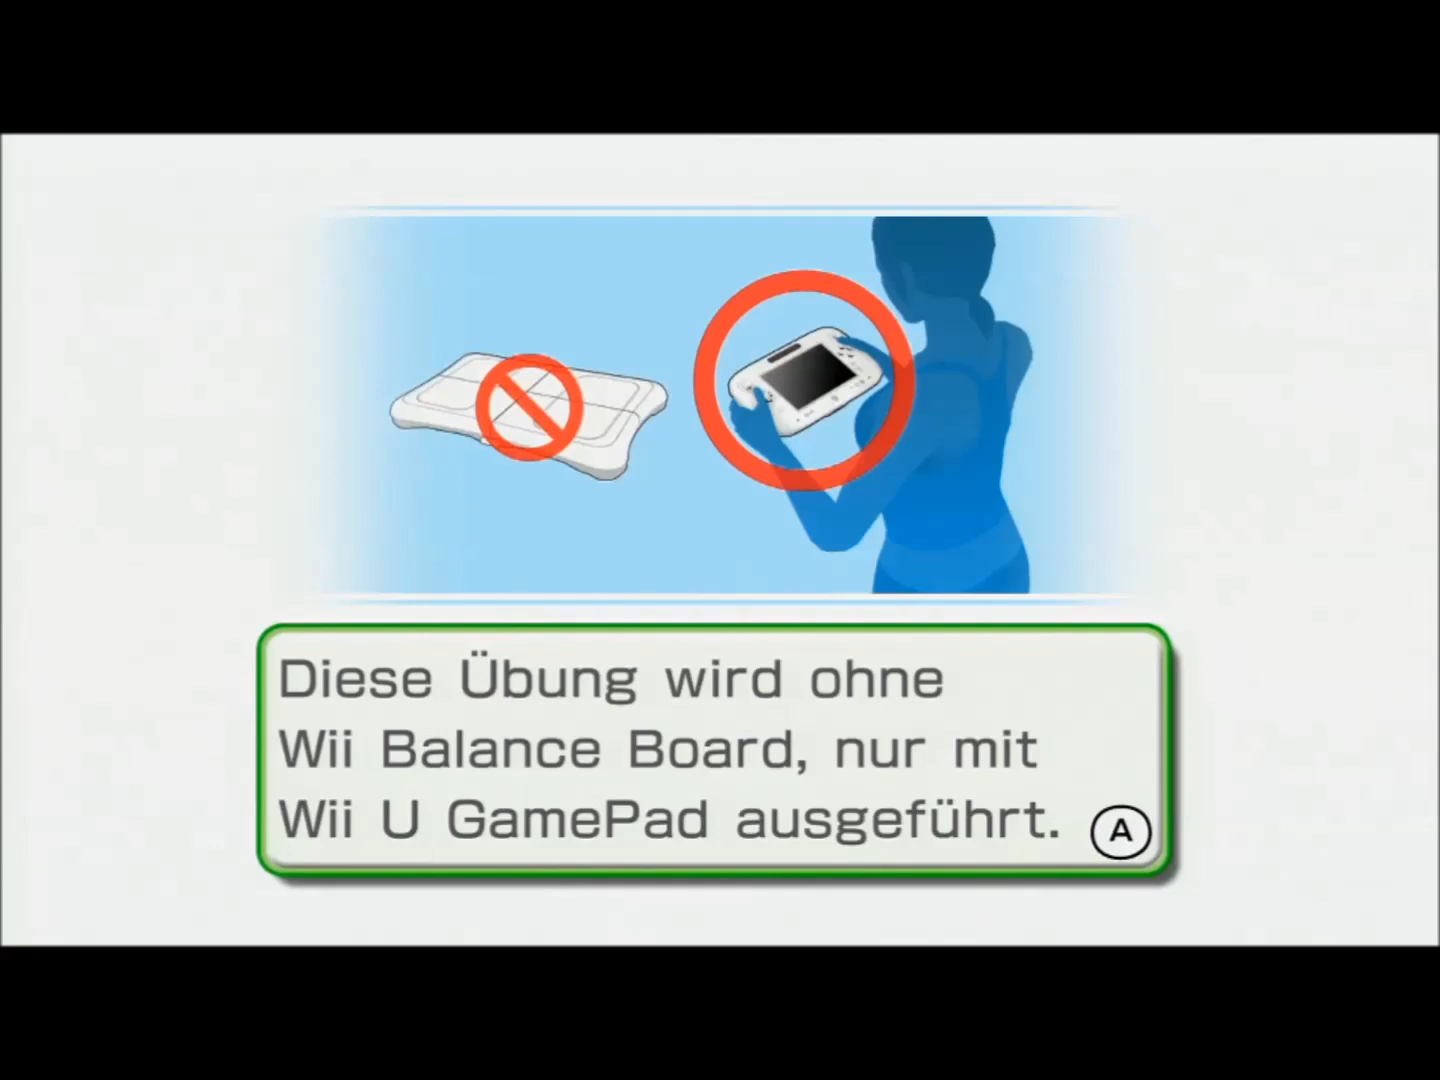 Diese Übung wird ohne
Wii Balance Board, nur mit
Wii U GamePad ausgeführt.
A